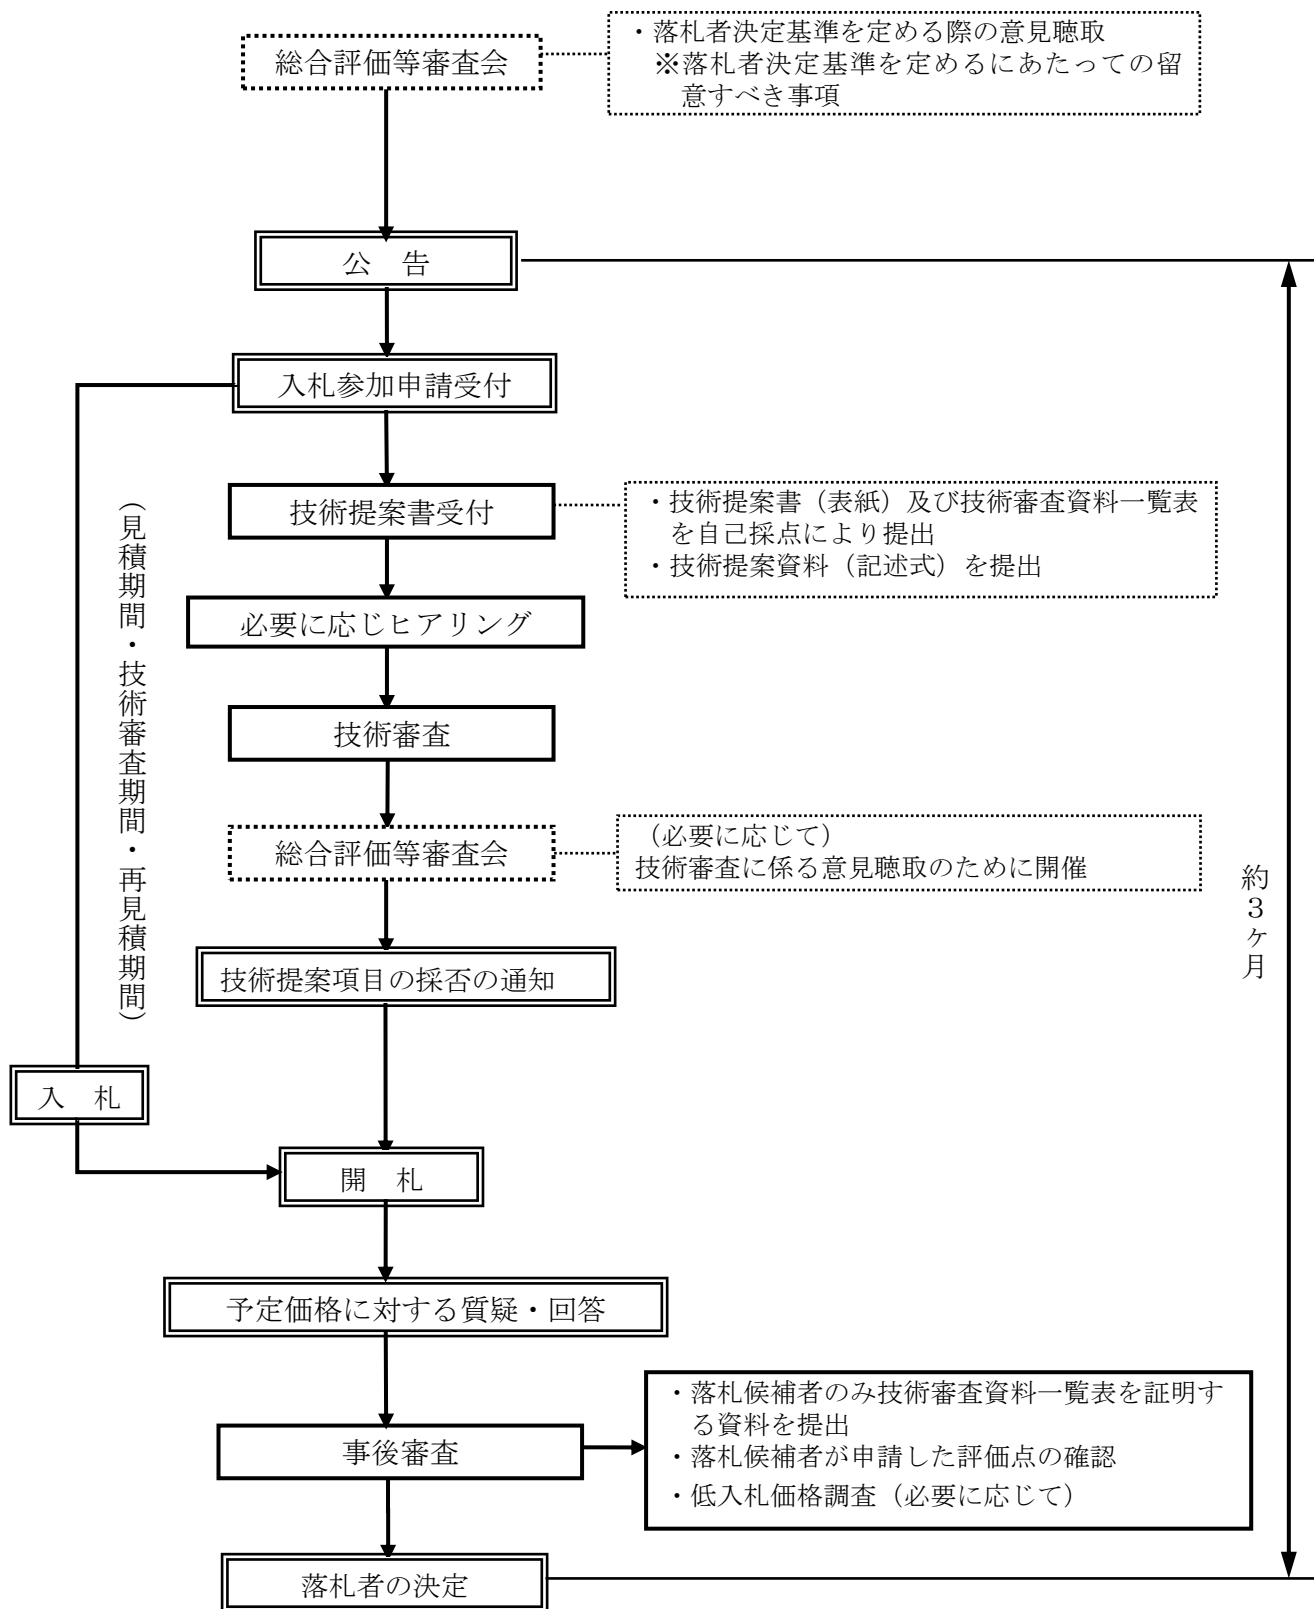 総合評価等審査会
・落札者決定基準を定める際の意見聴取
※落札者決定基準を定めるにあたっての留
意すべき事項
公　告
入札参加申請受付
技術提案書受付
・技術提案書（表紙）及び技術審査資料一覧表
を自己採点により提出
・技術提案資料（記述式）を提出
（見積期間・技術審査期間・再見積期間）
必要に応じヒアリング
技術審査
総合評価等審査会
（必要に応じて）
技術審査に係る意見聴取のために開催
約３ヶ月
技術提案項目の採否の通知
入　札
開　札
予定価格に対する質疑・回答
事後審査
・落札候補者のみ技術審査資料一覧表を証明す
る資料を提出
・落札候補者が申請した評価点の確認
・低入札価格調査（必要に応じて）
落札者の決定